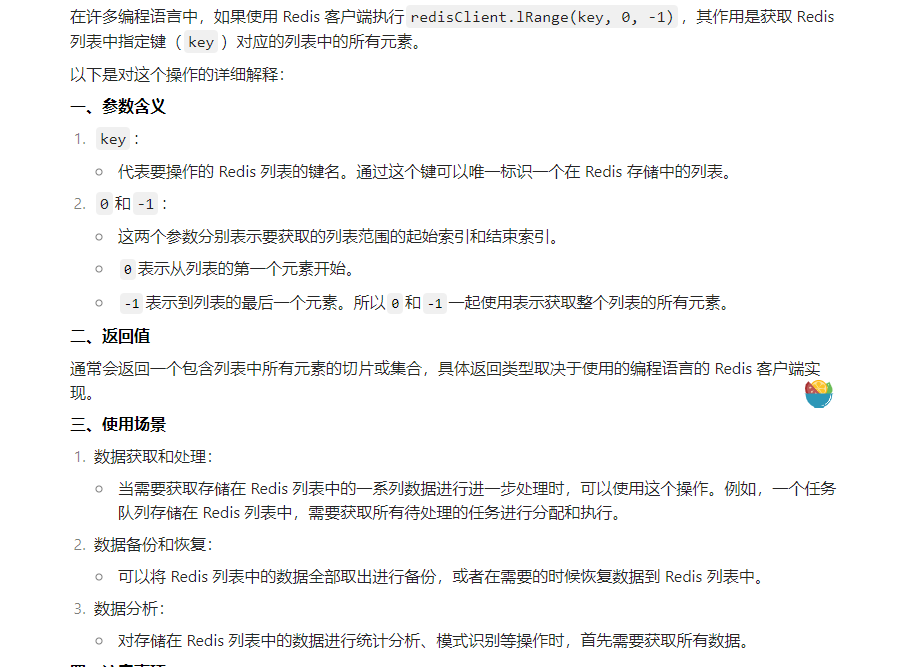 在许多编程语言中，如果使用 Redis 客户端执行 redisClient.lRange(key, 0, -1) ，其作用是获取 Redis
列表中指定键（ key ）对应的列表中的所有元素。
以下是对这个操作的详细解释：
一、参数含义
1. key ：
○ 代表要操作的 Redis 列表的键名。通过这个键可以唯一标识一个在 Redis 存储中的列表。
2. 0 和 -1 ：
○ 这两个参数分别表示要获取的列表范围的起始索引和结束索引。
○ 0 表示从列表的第一个元素开始。
○ -1 表示到列表的最后一个元素。所以 0 和 -1 一起使用表示获取整个列表的所有元素。
二、返回值
通常会返回一个包含列表中所有元素的切片或集合，具体返回类型取决于使用的编程语言的 Redis 客户端实
现。
三、使用场景
1. 数据获取和处理：
○ 当需要获取存储在 Redis 列表中的一系列数据进行进一步处理时，可以使用这个操作。例如，一个任务
队列存储在 Redis 列表中，需要获取所有待处理的任务进行分配和执行。
2. 数据备份和恢复：
○ 可以将 Redis 列表中的数据全部取出进行备份，或者在需要的时候恢复数据到 Redis 列表中。
3. 数据分析：
○ 对存储在 Redis 列表中的数据进行统计分析、模式识别等操作时，首先需要获取所有数据。